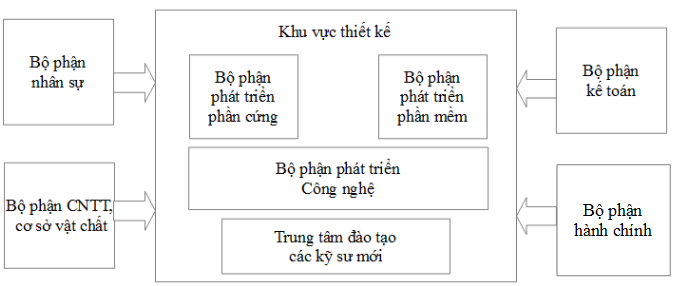 Khu vực thiết kế
Bộ phận
nhân sự
Bộ phận
phát triển
phần cứng
Bộ phận
phát triển
phần mềm
Bộ phận
kế toán
Bộ phận phát triển
Công nghệ
Bộ phận CNTT,
cơ sở vật chất
Bộ phận
hành chính
Trung tâm đào tạo
các kỹ sư mới